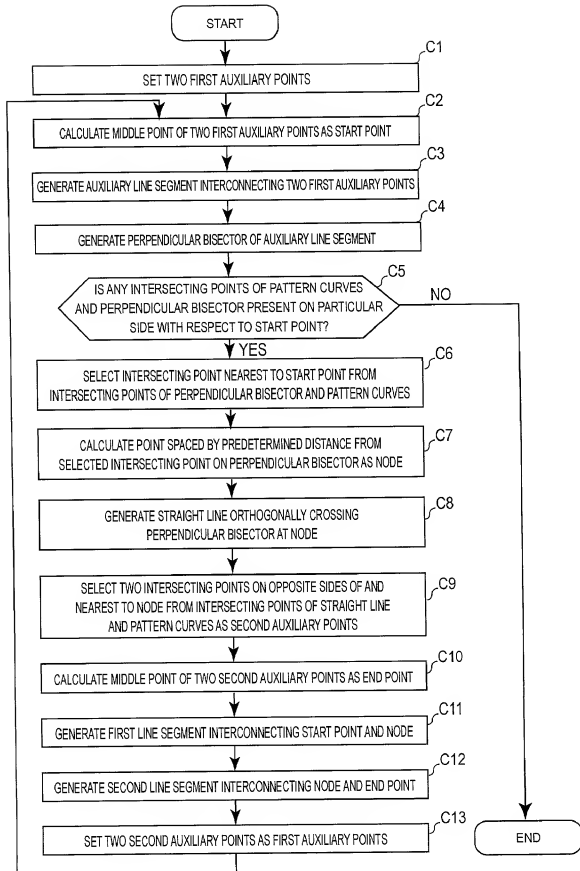 START
C1
SET TWO FIRST AUXILIARY POINTS
C2
CALCULATE MIDDLE POINT OF TWO FIRST AUXILIARY POINTS AS START POINT
C3
GENERATE AUXILIARY LINE SEGMENT INTERCONNECTING TWO FIRST AUXILIARY POINTS
C4
GENERATE PERPENDICULAR BISECTOR OF AUXILIARY LINE SEGMENT
C5
IS ANY INTERSECTING POINTS OF PATTERN CURVES
AND PERPENDICULAR BISECTOR PRESENT ON PARTICULAR
SIDE WITH RESPECT TO START POINT?
NO
YES
C6
SELECT INTERSECTING POINT NEAREST TO START POINT FROM
INTERSECTING POINTS OF PERPENDICULAR BISECTOR AND PATTERN CURVES
C7
CALCULATE POINT SPACED BY PREDETERMINED DISTANCE FROM
SELECTED INTERSECTING POINT ON PERPENDICULAR BISECTOR AS NODE
C8
GENERATE STRAIGHT LINE ORTHOGONALLY CROSSING
PERPENDICULAR BISECTOR AT NODE
C9
SELECT TWO INTERSECTING POINTS ON OPPOSITE SIDES OF AND
NEAREST TO NODE FROM INTERSECTING POINTS OF STRAIGHT LINE
AND PATTERN CURVES AS SECOND AUXILIARY POINTS
C10
CALCULATE MIDDLE POINT OF TWO SECOND AUXILIARY POINTS AS END POINT
C11
GENERATE FIRST LINE SEGMENT INTERCONNECTING START POINT AND NODE
C12
GENERATE SECOND LINE SEGMENT INTERCONNECTING NODE AND END POINT
C13
SET TWO SECOND AUXILIARY POINTS AS FIRST AUXILIARY POINTS
END